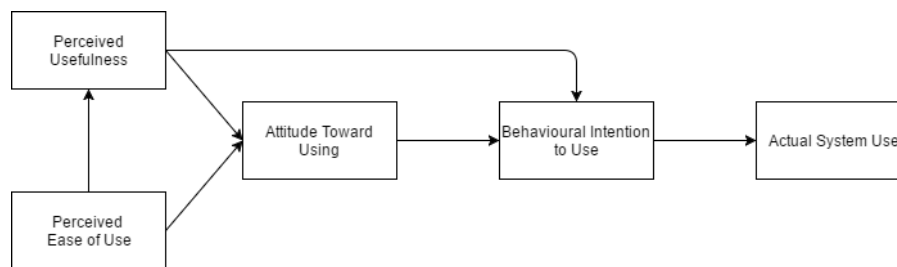 Perceived
Usefulness
Attitude Toward
Using
Behavioural Intention
to Use
Actual System Use
Perceived
Ease of Use